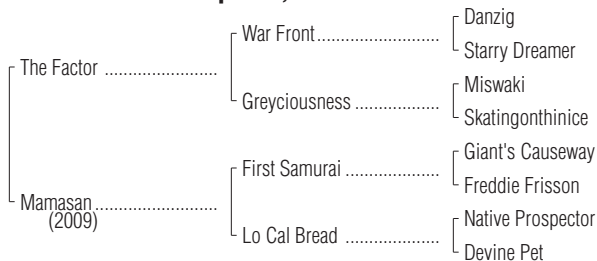 Danzig
War Front
Starry Dreamer
The Factor
Miswaki
Greyciousness
Skatingonthinice
Giant's Causeway
First Samurai
Freddie Frisson
Mamasan
(2009)
Native Prospector
Lo Cal Bread
Devine Pet